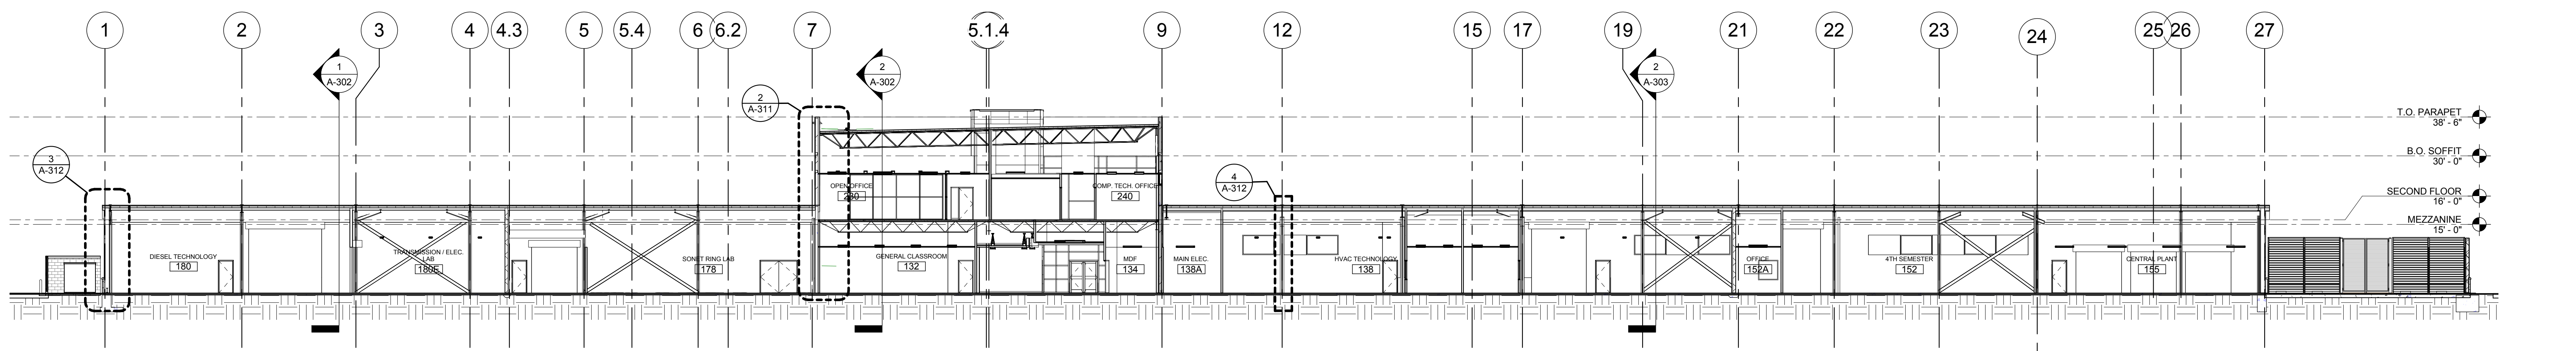 1
2
3
4
4.3
5
5.4
6
6.2
7
5.1.4
9
12
15
17
19
21
22
23
24
25
26
27
1
A-302
2
A-302
2
A-303
2
A-311
T.O. PARAPET
38' - 6"
3
A-312
B.O. SOFFIT
30' - 0"
4
A-312
OPEN OFFICE
230
COMP. TECH. OFFICE
240
SECOND FLOOR
16' - 0"
MEZZANINE
15' - 0"
DIESEL TECHNOLOGY
180
TRANSMISSION / ELEC.
LAB
180E
SONET RING LAB
178
GENERAL CLASSROOM
132
MDF
134
MAIN ELEC.
138A
HVAC TECHNOLOGY
138
OFFICE
152A
4TH SEMESTER
152
CENTRAL PLANT
155